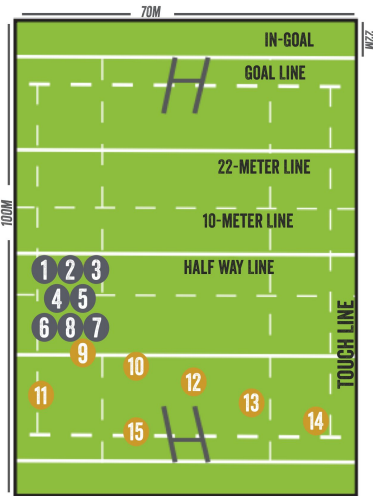 70M
IN-GOAL
22M
GOAL LINE
22-METER LINE
100M
10-METER LINE
HALF WAY LINE
1 2 3
4 5
6 8 7
TOUCH LINE
9
10
12
11
13
14
15